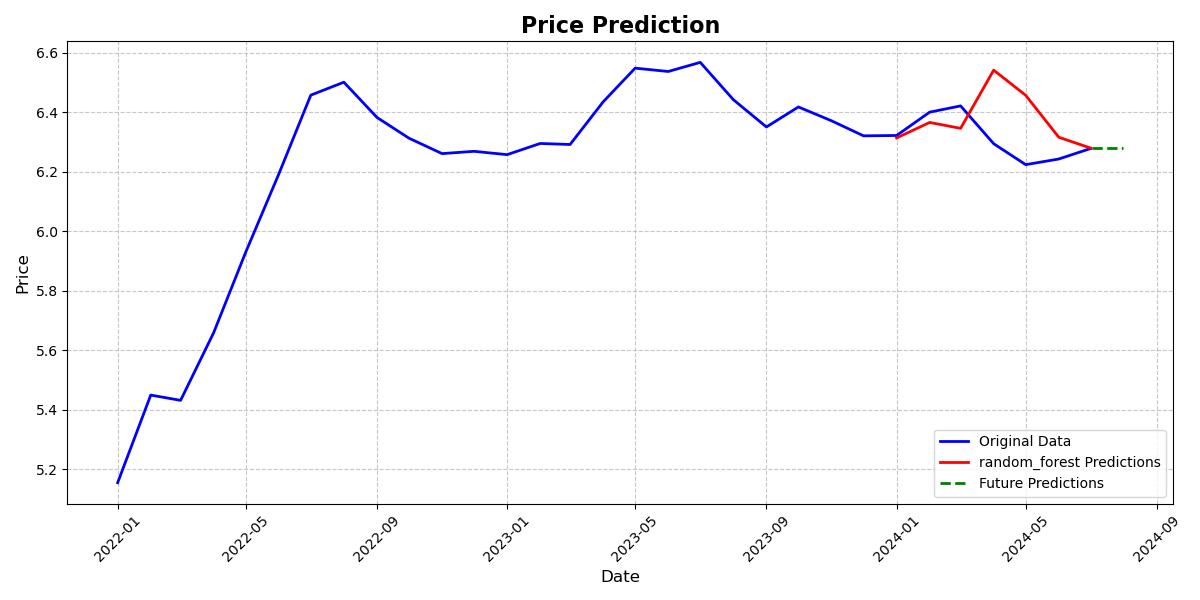 Price Prediction
6.6
6.4
6.2
6.0
5.8
5.6
5.4
5.2
Price
2022-01
2022-05
2022-09
2023-01
2023-05
2023-09
2024-01
2024-05
2024-09
Date
Original Data
random_forest Predictions
Future Predictions